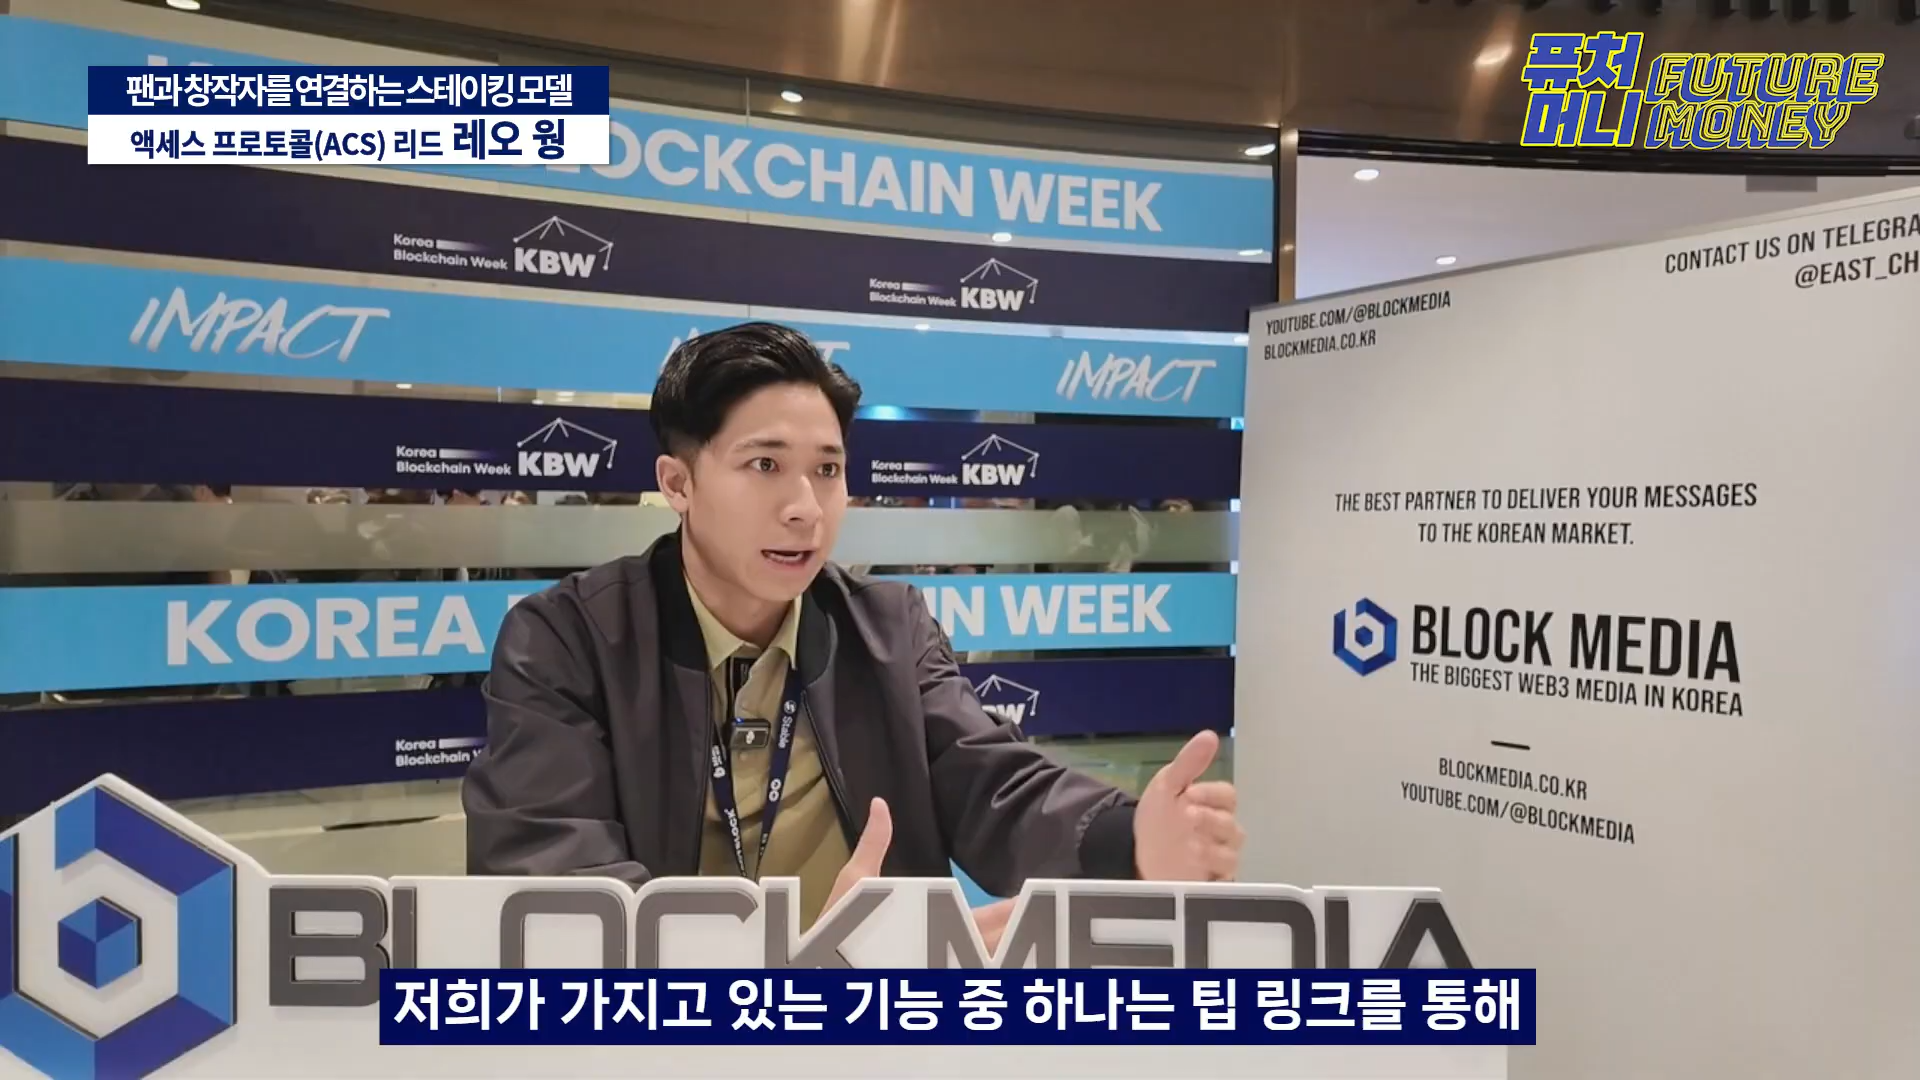 팬과 창작자를 연결하는 스테이킹 모델
액세스 프로토콜(ACS) 리드 레오 웡
퓨처
머니
FUTURE
MONEY
BLOCKCHAIN WEEK
Korea
Blockchain Week KBW
Korea
Blockchain Week KBW
IMPACT
IMPACT
Korea
Blockchain Week KBW
Korea
Blockchain Week KBW
KOREA
IN WEEK
KBW
Korea
Blockchain
Stable
CONTACT US ON TELEGRA
@EAST_CH
YOUTUBE.COM/@BLOCKMEDIA
BLOCKMEDIA.CO.KR
THE BEST PARTNER TO DELIVER YOUR MESSAGES
TO THE KOREAN MARKET.
BLOCK MEDIA
THE BIGGEST WEB3 MEDIA IN KOREA
BLOCKMEDIA.CO.KR
YOUTUBE.COM/@BLOCKMEDIA
BLOCK MEDIA
저희가 가지고 있는 기능 중 하나는 팁 링크를 통해